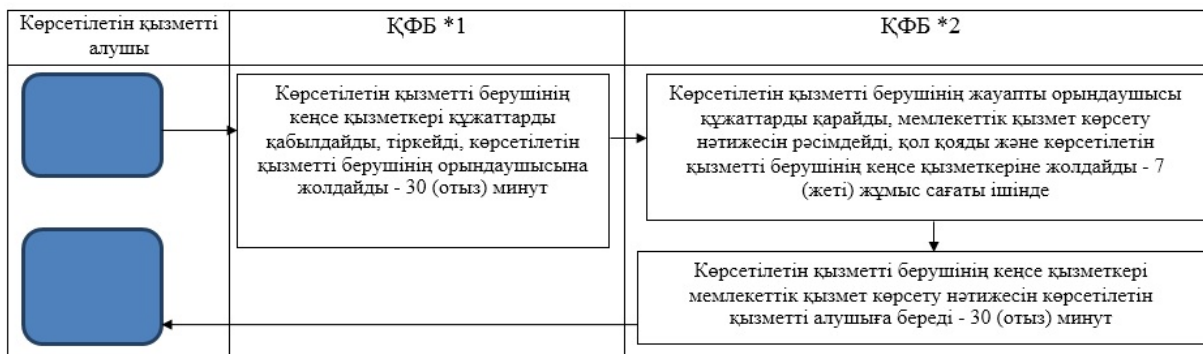 Көрсетілетін қызметті
алушы
ҚФБ *1
ҚФБ *2
Көрсетілетін қызметті берушінің
кеңсе қызметкері құжаттарды
қабылдайды, тіркейді, көрсетілетін
қызметті берушінің орындаушысына
жолдайды - 30 (отыз) минут
Көрсетілетін қызметті берушінің жауапты орындаушысы
құжаттарды қарайды, мемлекеттік қызмет көрсету
нәтижесін рәсімдейді, қол қояды және көрсетілетін
қызметті берушінің кеңсе қызметкеріне жолдайды - 7
(жеті) жұмыс сағаты ішінде
Көрсетілетін қызметті берушінің кеңсе қызметкері
мемлекеттік қызмет көрсету нәтижесін көрсетілетін
қызметті алушыға береді - 30 (отыз) минут